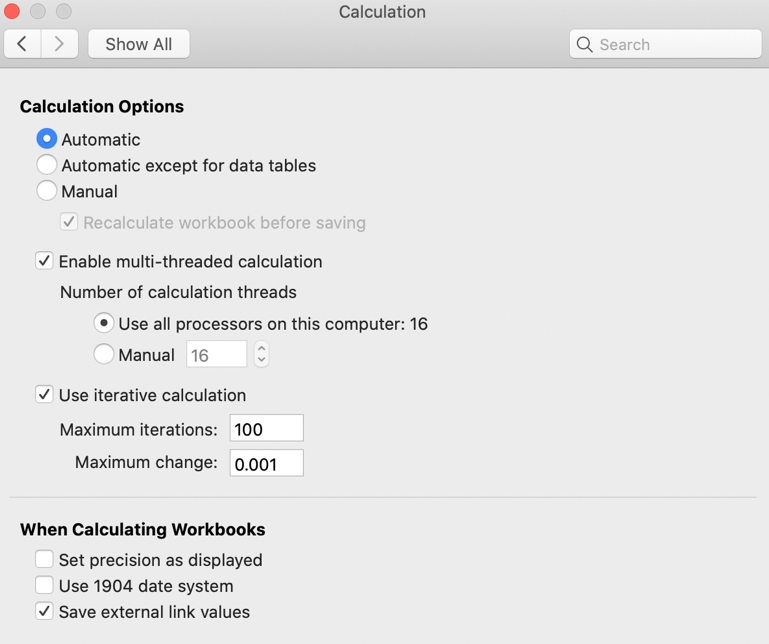 Calculation
Show All
Search
Calculation Options
Automatic
Automatic except for data tables
Manual
Recalculate workbook before saving
Enable multi-threaded calculation
Number of calculation threads
Use all processors on this computer: 16
Manual 16
Use iterative calculation
Maximum iterations: 100
Maximum change: 0.001
When Calculating Workbooks
Set precision as displayed
Use 1904 date system
Save external link values